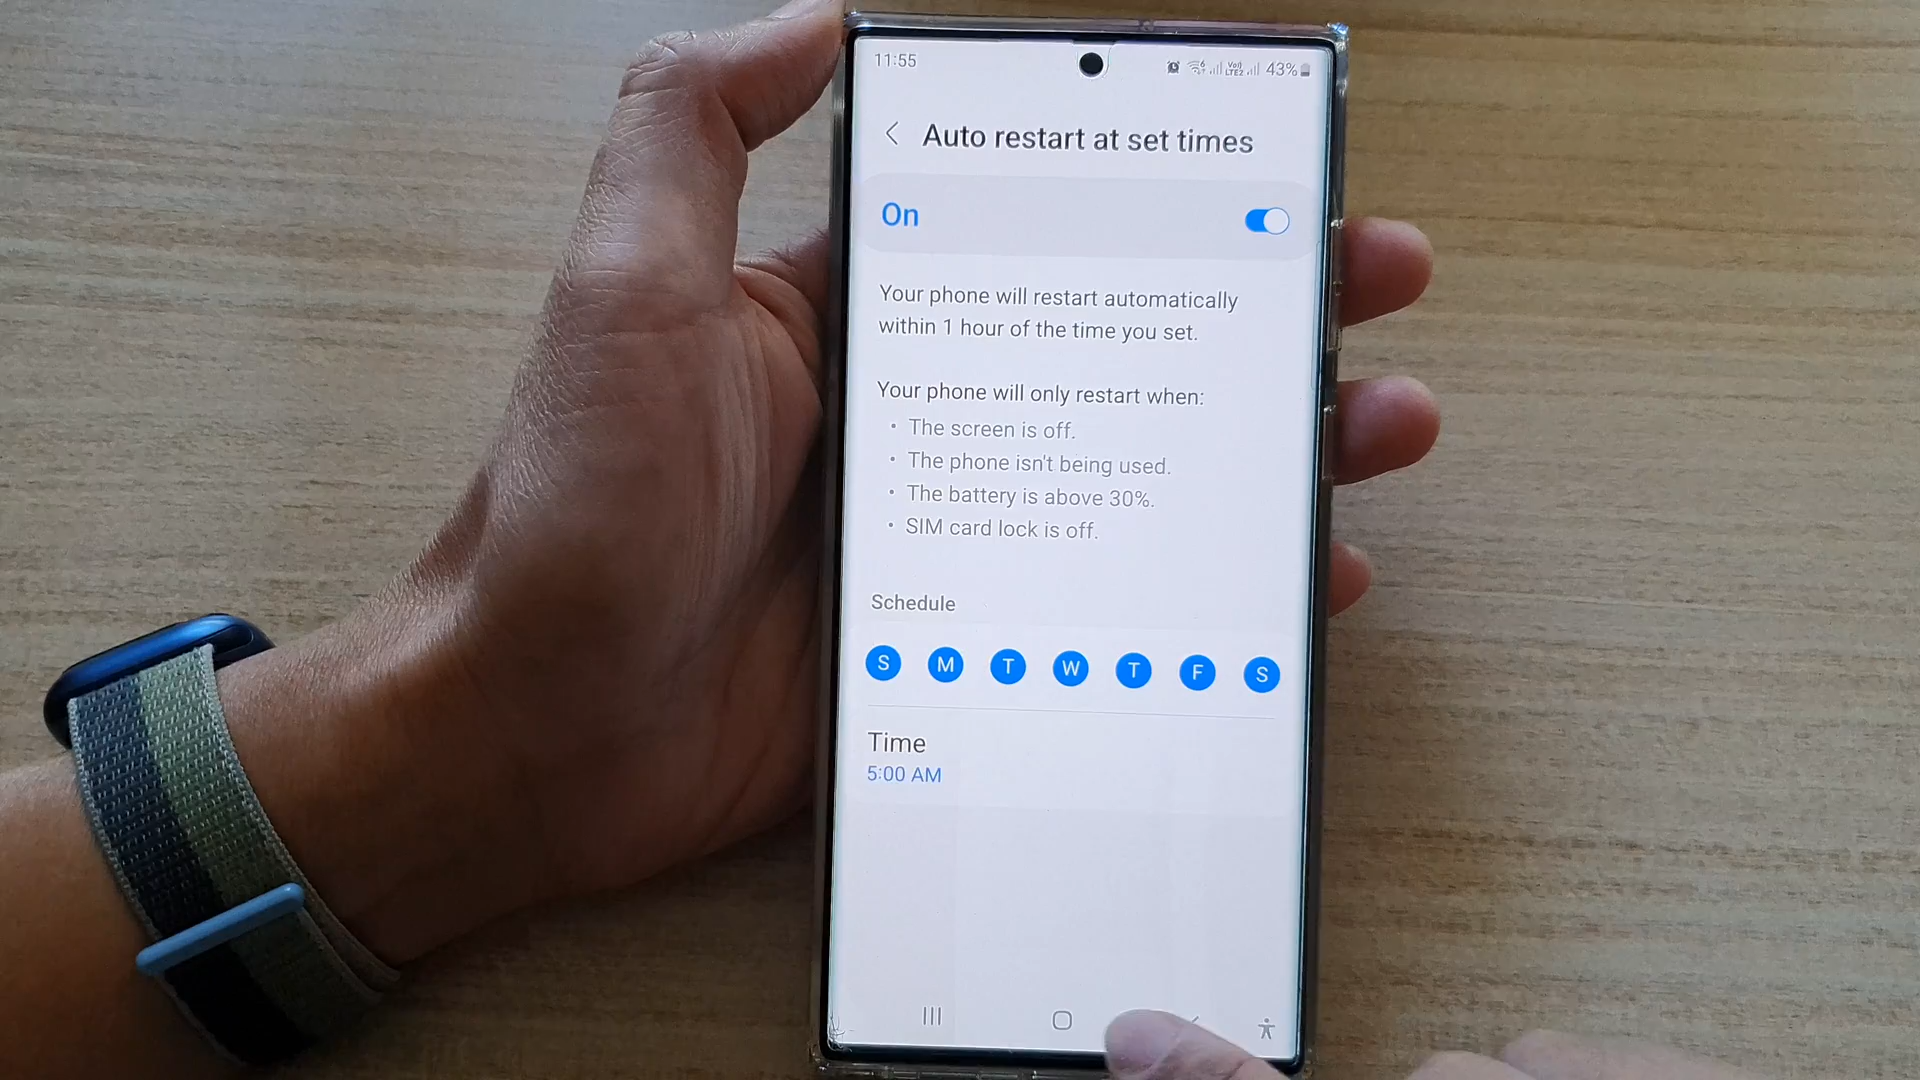 11:55
43%
Auto restart at set times
On
Your phone will restart automatically
within 1 hour of the time you set.
Your phone will only restart when:
• The screen is off.
• The phone isn't being used.
• The battery is above 30%.
• SIM card lock is off.
Schedule
S M T W T F S
Time
5:00 AM